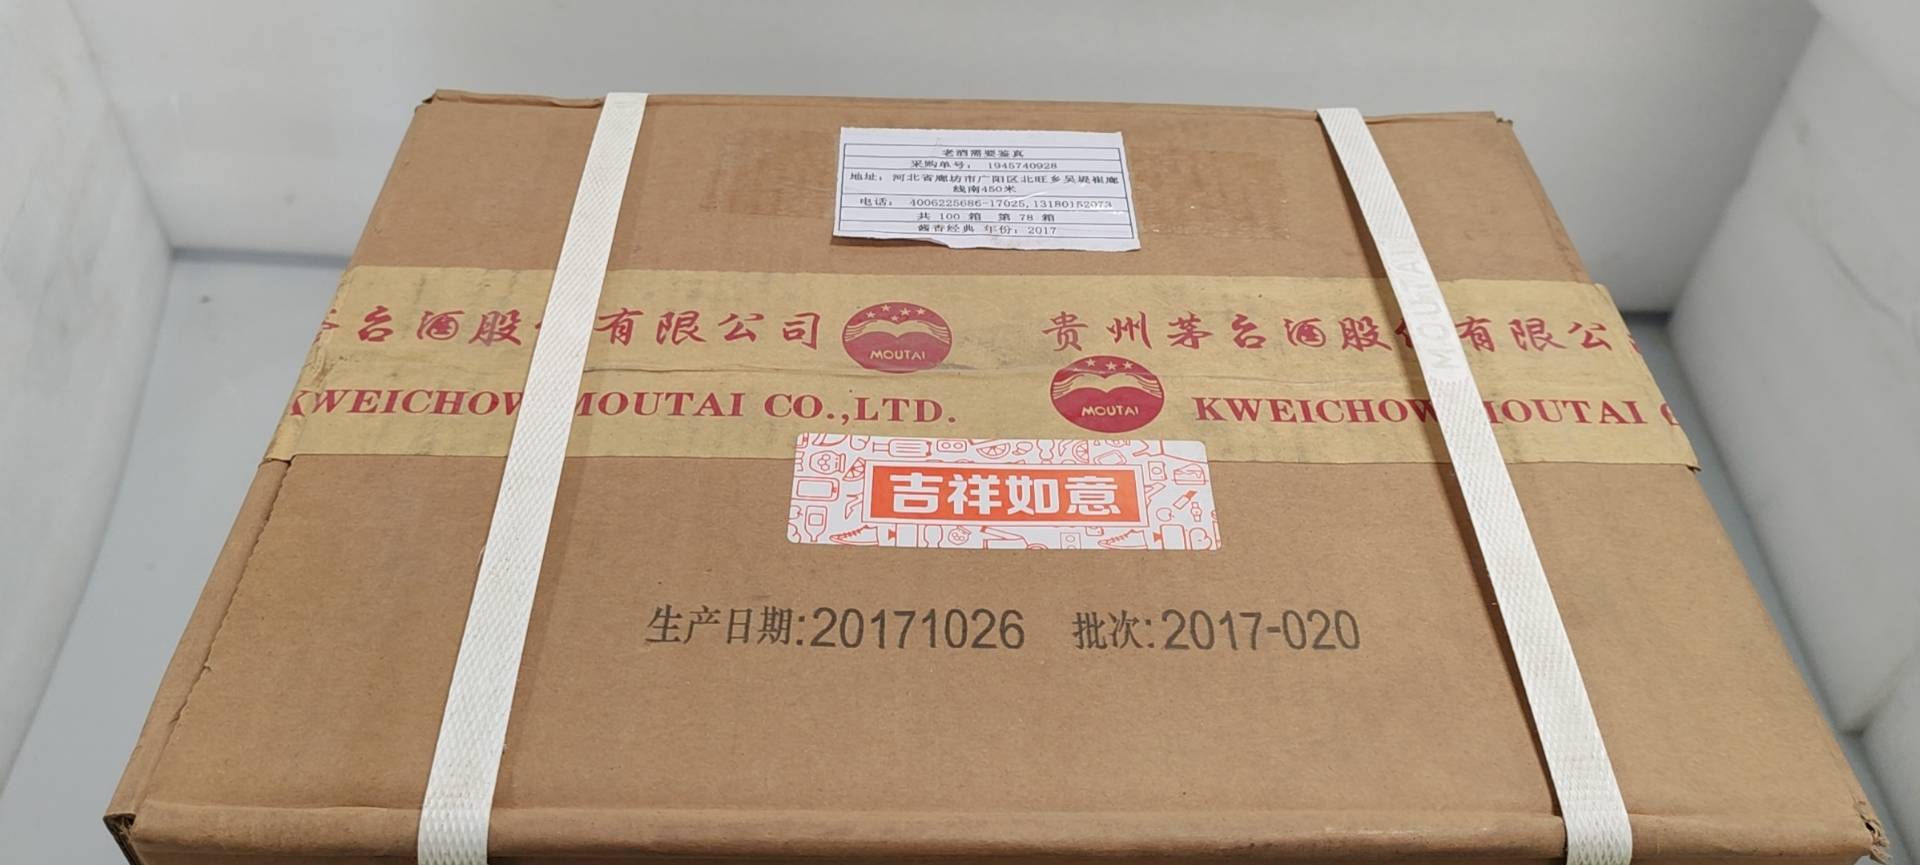 老酒需要鉴真
采购单号： 1945740928
地址：河北省廊坊市广阳区北旺乡吴堤崔廊
线南450米
电话： 4006225686-17025,13180152073
共 100 箱 第 78 箱
酱香经典 年份：2017
台酒股 有限公司
MOUTAI
贵州茅台酒股份有限公
KWEICHOW MOUTAI CO.,LTD.
MOUTAI
KWEICHOW MOUTAI
MOUTAI
吉祥如意
生产日期:20171026 批次:2017-020